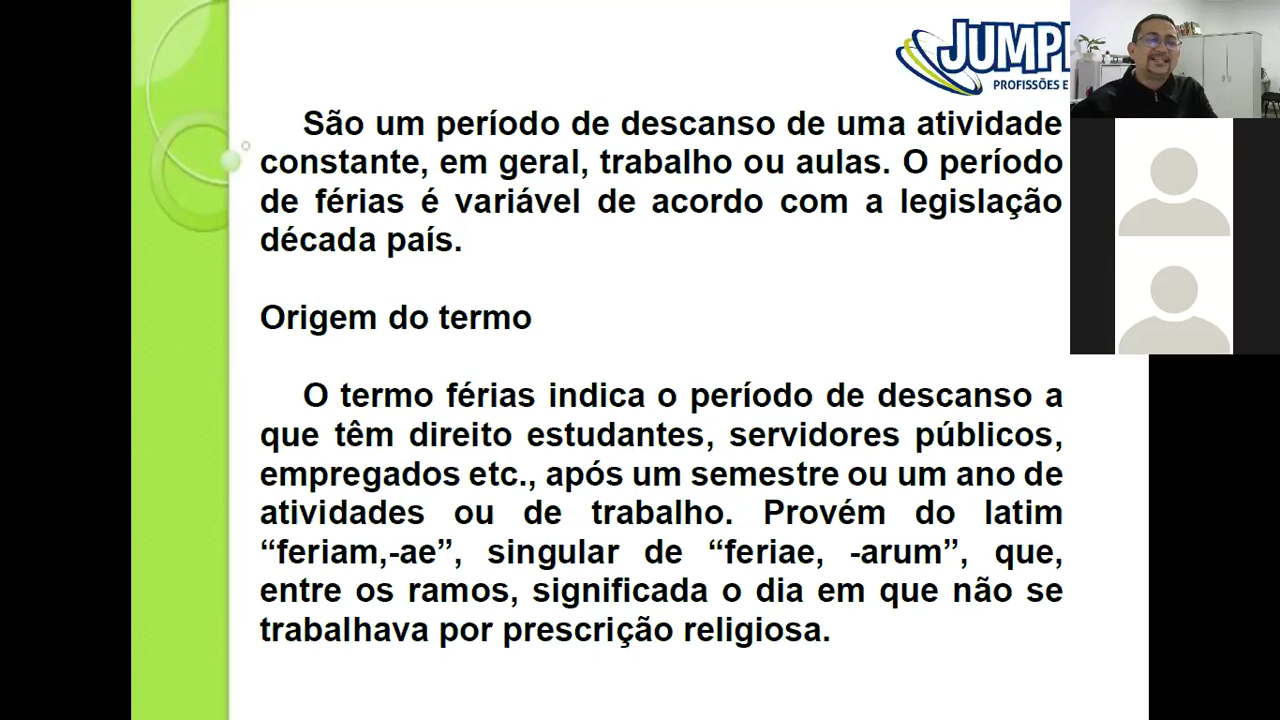 JUMP
PROFISSÕES E
São um período de descanso de uma atividade
constante, em geral, trabalho ou aulas. O período
de férias é variável de acordo com a legislação
década país.
Origem do termo
O termo férias indica o período de descanso a
que têm direito estudantes, servidores públicos,
empregados etc., após um semestre ou um ano de
atividades ou de trabalho. Provém do latim
“feriam,-ae”, singular de “feriae, -arum”, que,
entre os ramos, significada o dia em que não se
trabalhava por prescrição religiosa.